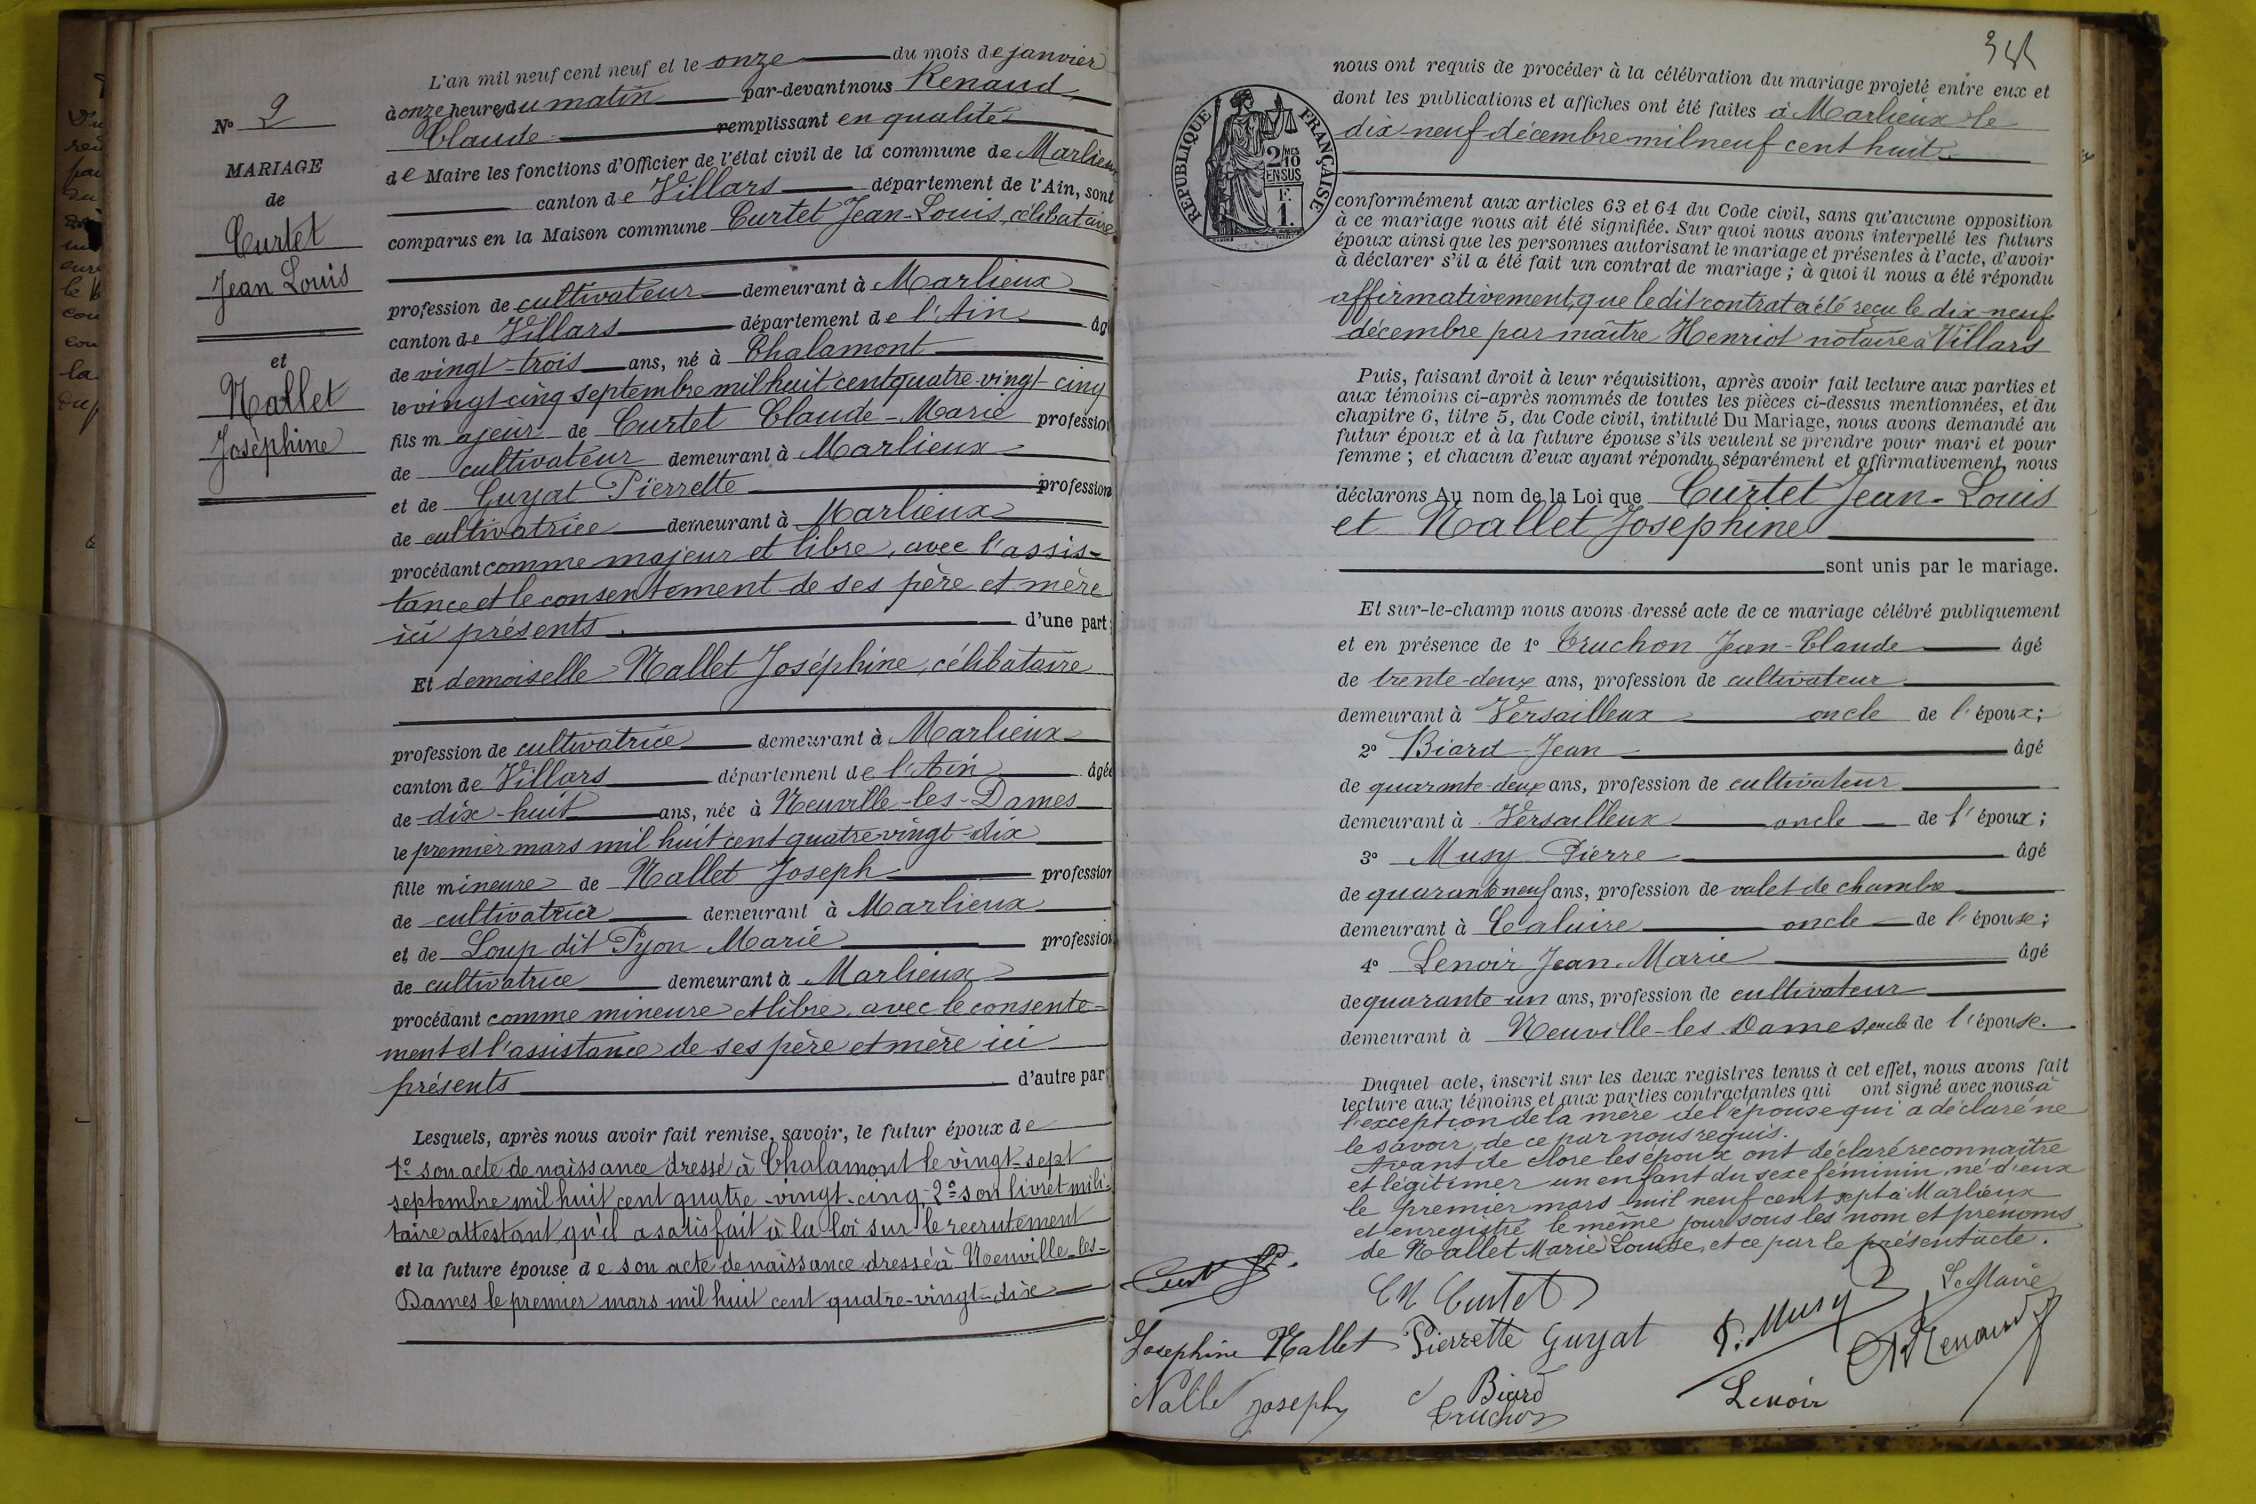 N° 2
MARIAGE
de
Curtet
Jean Louis
et
Nallet
Joséphine
L'an mil neuf cent neuf et le onze du mois de janvier
à onze heures du matin par-devant nous Renaud
Claude remplissant en qualité
de Maire les fonctions d'Officier de l'état civil de la commune de Marlieux
canton de Villars département de l'Ain, sont
comparus en la Maison commune Curtet Jean-Louis, célibataire
profession de cultivateur demeurant à Marlieux
canton de Villars département de l'Ain âg
de vingt-trois ans, né à Chalamont
le vingt-cinq septembre mil huit cent quatre-vingt-cinq
fils majeur de Curtet Claude-Marie profession
de cultivateur demeurant à Marlieux
et de Guyat Pierrette profession
de cultivatrice demeurant à Marlieux
procédant comme majeur et libre, avec l'assis-
tance et le consentement de ses père et mère
ici présents. d'une part;
Et demoiselle Nallet Joséphine, célibataire
profession de cultivatrice demeurant à Marlieux
canton de Villars département de l'Ain âgée
de dix-huit ans, née à Neuville-les-Dames
le premier mars mil huit cent quatre vingt-dix
fille mineure de Nallet Joseph profession
de cultivatrice demeurant à Marlieux
et de Loup dit Pyon Marie profession
de cultivatrice demeurant à Marlieux
procédant comme mineure et libre, avec le consente-
ment et l'assistance de ses père et mère ici
présents d'autre part;
Lesquels, après nous avoir fait remise, savoir, le futur époux de
1° son acte de naissance dressé à Chalamont le vingt-sept
septembre mil huit cent quatre-vingt-cinq; 2° son livret mili-
taire attestant qu'il a satisfait à la loi sur le recrutement
et la future épouse de son acte de naissance dressé à Neuville-les-
Dames le premier mars mil huit cent quatre-vingt-dix
RÉPUBLIQUE FRANÇAISE
2/10 MES
EN SUS
F.
1.
nous ont requis de procéder à la célébration du mariage projeté entre eux et
dont les publications et affiches ont été faites à Marlieux le
dix-neuf décembre mil neuf cent huit
conformément aux articles 63 et 64 du Code civil, sans qu'aucune opposition
à ce mariage nous ait été signifiée. Sur quoi nous avons interpellé les futurs
époux ainsi que les personnes autorisant le mariage et présentes à l'acte, d'avoir
à déclarer s'il a été fait un contrat de mariage; à quoi il nous a été répondu
affirmativement, que le dit contrat a été reçu le dix-neuf
décembre par maître Henriot notaire à Villars
Puis, faisant droit à leur réquisition, après avoir fait lecture aux parties et
aux témoins ci-après nommés de toutes les pièces ci-dessus mentionnées, et du
chapitre 6, titre 5, du Code civil, intitulé Du Mariage, nous avons demandé au
futur époux et à la future épouse s'ils veulent se prendre pour mari et pour
femme; et chacun d'eux ayant répondu séparément et affirmativement, nous
déclarons Au nom de la Loi que Curtet Jean-Louis
et Nallet Joséphine
sont unis par le mariage.
Et sur-le-champ nous avons dressé acte de ce mariage célébré publiquement
et en présence de 1° Truchon Jean-Claude âgé
de trente-deux ans, profession de cultivateur
demeurant à Versailleux oncle de l'époux;
2° Biard Jean âgé
de quarante-deux ans, profession de cultivateur
demeurant à Versailleux oncle de l'époux;
3° Musy Pierre âgé
de quarante neuf ans, profession de valet de chambre
demeurant à Caluire oncle de l'épouse;
4° Lenoir Jean Marie âgé
de quarante un ans, profession de cultivateur
demeurant à Neuville-les Dames, oncle de l'épouse.
Duquel acte, inscrit sur les deux registres tenus à cet effet, nous avons fait
lecture aux témoins et aux parties contractantes qui ont signé avec nous à
l'exception de la mère de l'épouse qui a déclaré ne
le savoir, de ce par nous requis.
Avant de clore les époux ont déclaré reconnaître
et légitimer un enfant du sexe féminin, né d'eux
le premier mars mil neuf cent sept à Marlieux
et enregistré le même jour sous les nom et prénoms
de Nallet Marie Louise, et ce par le présent acte.
CM Curtet
Le Maire
Josephine Nallet Pierrette Guyat P. Musy Renaud
Nallet Joseph Biard Lenoir
Truchon